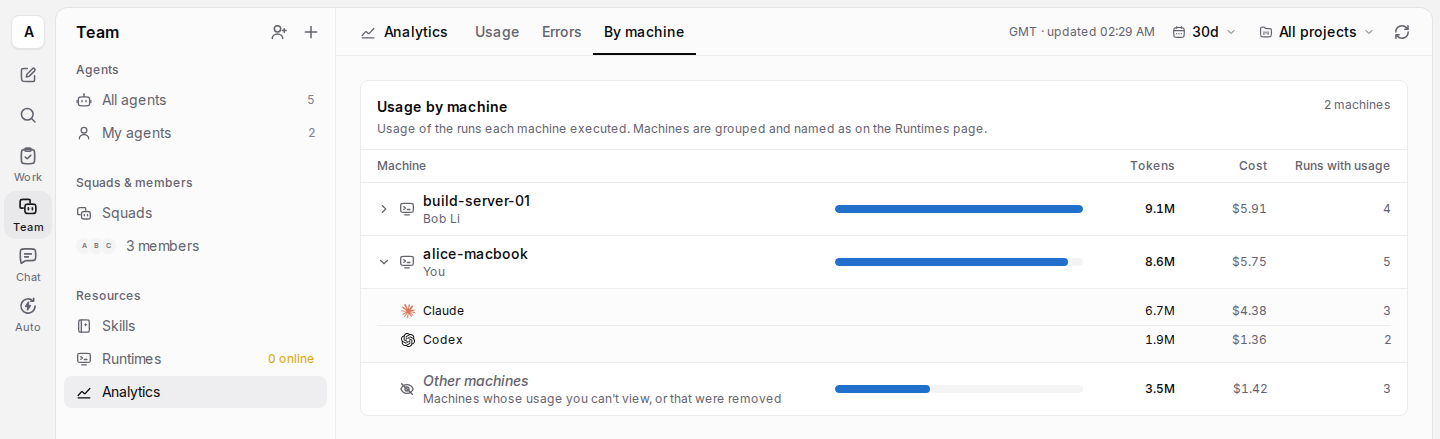 A
Work
Team
Chat
Auto
Team
Agents
All agents 5
My agents 2
Squads & members
Squads
A B C 3 members
Resources
Skills
Runtimes 0 online
Analytics
Analytics Usage Errors By machine GMT · updated 02:29 AM 30d All projects
Usage by machine 2 machines
Usage of the runs each machine executed. Machines are grouped and named as on the Runtimes page.
Machine Tokens Cost Runs with usage
build-server-01 9.1M $5.91 4
Bob Li
alice-macbook 8.6M $5.75 5
You
Claude 6.7M $4.38 3
Codex 1.9M $1.36 2
Other machines 3.5M $1.42 3
Machines whose usage you can't view, or that were removed